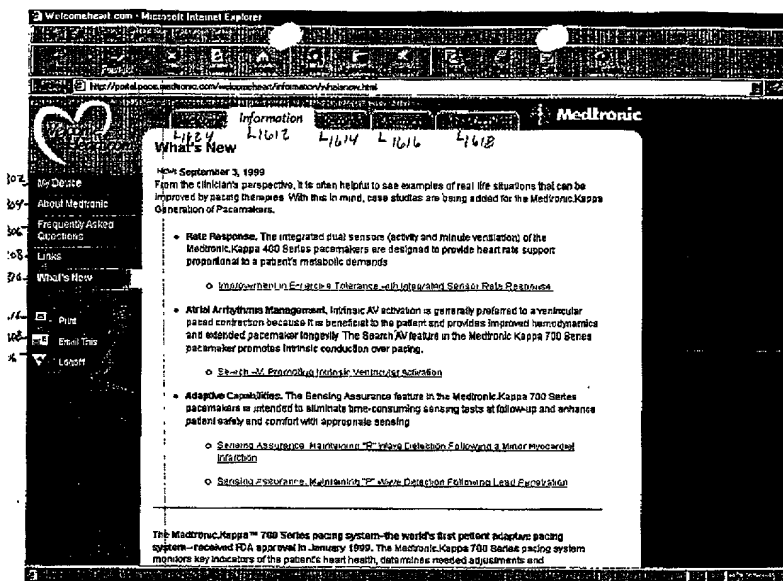 Welcomeheart.com - Microsoft Internet Explorer
http://portal.pace.medtronic.com/welcomeheart/information/whatsnew.html
Welcome
Information
Medtronic
L1624 L1612 L1614 L1616 L1618
What's New
New September 3, 1999
From the clinician's perspective, it is often helpful to see examples of real life situations that can be
improved by pacing therapies. With this in mind, case studies are being added for the Medtronic.Kappa
Generation of Pacemakers.
My Device
About Medtronic
Frequently Asked
Questions
Links
What's New
Print
Email This
Logoff
• Rate Response. The integrated dual sensors (activity and minute ventilation) of the
Medtronic.Kappa 400 Series pacemakers are designed to provide heart rate support
proportional to a patient's metabolic demands
Improvement in Exercise Tolerance with Integrated Sensor Rate Response
• Atrial Arrhythmia Management. Intrinsic AV activation is generally preferred to a ventricular
paced contraction because it is beneficial to the patient and provides improved hemodynamics
and extended pacemaker longevity. The Search AV feature in the Medtronic.Kappa 700 Series
pacemaker promotes intrinsic conduction over pacing.
Search AV: Promoting Intrinsic Ventricular Activation
• Adaptive Capabilities. The Sensing Assurance feature in the Medtronic.Kappa 700 Series
pacemakers is intended to eliminate time-consuming sensing tests at follow-up and enhance
patient safety and comfort with appropriate sensing
Sensing Assurance: Maintaining "R" Wave Detection Following a Minor Myocardial
Infarction
Sensing Assurance: Maintaining "P" Wave Detection Following Lead Penetration
The Medtronic.Kappa™ 700 Series pacing system--the world's first patient adaptive pacing
system--received FDA approval in January 1999. The Medtronic.Kappa 700 Series pacing system
monitors key indicators of the patient's heart health, determines needed adjustments and